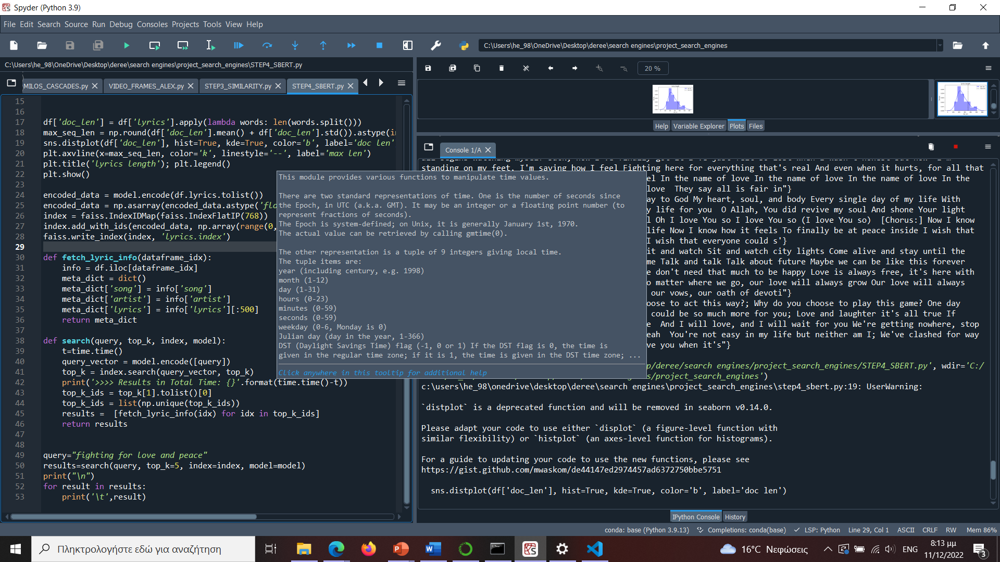 Spyder (Python 3.9)
File Edit Search Source Run Debug Consoles Projects Tools View Help
C:\Users\he_98\OneDrive\Desktop\deree\search engines\project_search_engines
C:\Users\he_98\OneDrive\Desktop\deree\search engines\project_search_engines\STEP4_SBERT.py
20 %
MILOS_CASCADES.py VIDEO_FRAMES_ALEX.py STEP3_SIMILARITY.py STEP4_SBERT.py
15
16
17 df['doc_len'] = df['lyrics'].apply(lambda words: len(words.split()))
18 max_seq_len = np.round(df['doc_len'].mean() + df['doc_len'].std()).astype(i
19 sns.distplot(df['doc_len'], hist=True, kde=True, color='b', label='doc len'
20 plt.axvline(x=max_seq_len, color='k', linestyle='--', label='max len')
21 plt.title('lyrics length'); plt.legend()
22 plt.show()
23
24 encoded_data = model.encode(df.lyrics.tolist())
25 encoded_data = np.asarray(encoded_data.astype('flo
26 index = faiss.IndexIDMap(faiss.IndexFlatIP(768))
27 index.add_with_ids(encoded_data, np.array(range(0,
28 faiss.write_index(index, 'lyrics.index')
29
30 def fetch_lyric_info(dataframe_idx):
31 info = df.iloc[dataframe_idx]
32 meta_dict = dict()
33 meta_dict['song'] = info['song']
34 meta_dict['artist'] = info['artist']
35 meta_dict['lyrics'] = info['lyrics'][:500]
36 return meta_dict
37
38 def search(query, top_k, index, model):
39 t=time.time()
40 query_vector = model.encode([query])
41 top_k = index.search(query_vector, top_k)
42 print('>>>> Results in Total Time: {}'.format(time.time()-t))
43 top_k_ids = top_k[1].tolist()[0]
44 top_k_ids = list(np.unique(top_k_ids))
45 results =  [fetch_lyric_info(idx) for idx in top_k_ids]
46 return results
47
48
49 query="fighting for love and peace"
50 results=search(query, top_k=5, index=index, model=model)
51 print("\n")
52 for result in results:
53 print('\t',result)
This module provides various functions to manipulate time values.
There are two standard representations of time. One is the number of seconds since
the Epoch, in UTC (a.k.a. GMT). It may be an integer or a floating point number (to
represent fractions of seconds).
The Epoch is system-defined; on Unix, it is generally January 1st, 1970.
The actual value can be retrieved by calling gmtime(0).
The other representation is a tuple of 9 integers giving local time.
The tuple items are:
year (including century, e.g. 1998)
month (1-12)
day (1-31)
hours (0-23)
minutes (0-59)
seconds (0-59)
weekday (0-6, Monday is 0)
Julian day (day in the year, 1-366)
DST (Daylight Savings Time) flag (-1, 0 or 1) If the DST flag is 0, the time is
given in the regular time zone; if it is 1, the time is given in the DST time zone; ...
Click anywhere in this tooltip for additional help
Help Variable Explorer Plots Files
Console 1/A
standing on my feet, I'm saying how I feel Fighting here for everything that's real And even when it hurts, for all that
el In the name of love In the name of love In the name of love In the
love  They say all is fair in"}
ay to God My heart, soul, and body Every single day of my life With
y life for you  O Allah, You did revive my soul And shone Your light
l Oh I love You so I love You so (I love You so)  [Chorus:] Now I know
life Now I know how it feels To finally be at peace inside I wish that
I wish that everyone could s'}
it and watch Sit and watch city lights Come alive and stay until the
me Talk and talk Talk about future Maybe we can be like this forever
e don't need that much to be happy Love is always free, it's here with
o matter where we go, our love will always grow Our love will always
our vows, our oath of devoti"}
oose to act this way?; Why do you choose to play this game? One day
could be so much more for you; Love and laughter it's all true If
e  And I will love, and I will wait for you We're getting nowhere, stop
eah  You're not easy in my life but neither am I; We've clashed for way
ve you when it's"}
p/deree/search engines/project_search_engines/STEP4_SBERT.py', wdir='C:/
s/project_search_engines')
c:\users\he_98\onedrive\desktop\deree\search engines\project_search_engines\step4_sbert.py:19: UserWarning:
`distplot` is a deprecated function and will be removed in seaborn v0.14.0.
Please adapt your code to use either `displot` (a figure-level function with
similar flexibility) or `histplot` (an axes-level function for histograms).
For a guide to updating your code to use the new functions, please see
https://gist.github.com/mwaskom/de44147ed2974457ad6372750bbe5751
sns.distplot(df['doc_len'], hist=True, kde=True, color='b', label='doc len')
IPython Console History
conda: base (Python 3.9.13) Completions: conda(base) LSP: Python Line 29, Col 1 ASCII CRLF RW Mem 86%
Πληκτρολογήστε εδώ για αναζήτηση
16°C Νεφώσεις
ENG
8:13 μμ
11/12/2022
3